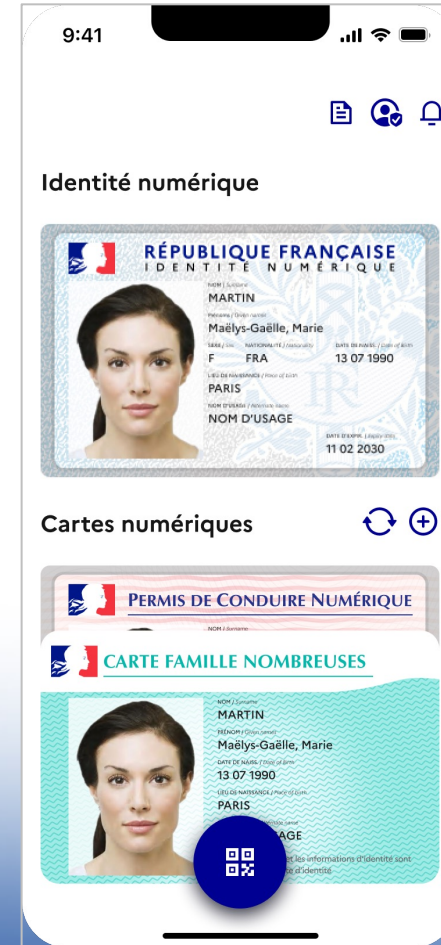 9:41
Identité numérique
RÉPUBLIQUE FRANÇAISE
IDENTITÉ NUMÉRIQUE
NOM / Surname
MARTIN
Prénoms / Given names
Maëlys-Gaëlle, Marie
SEXE / Sex NATIONALITÉ / Nationality DATE DE NAISS. / Date of birth
F FRA 13 07 1990
LIEU DE NAISSANCE / Place of birth
PARIS
NOM D'USAGE / Alternate name
NOM D'USAGE
DATE D'EXPIR. / Expiry date
11 02 2030
Cartes numériques
PERMIS DE CONDUIRE NUMÉRIQUE
NOM / Surname
CARTE FAMILLE NOMBREUSES
NOM / Surname
MARTIN
PRÉNOM / Given names
Maëlys-Gaëlle, Marie
DATE DE NAISS. / Date of birth
13 07 1990
LIEU DE NAISSANCE / Place of birth
PARIS
name
AGE
et les informations d'identité sont
d'identité